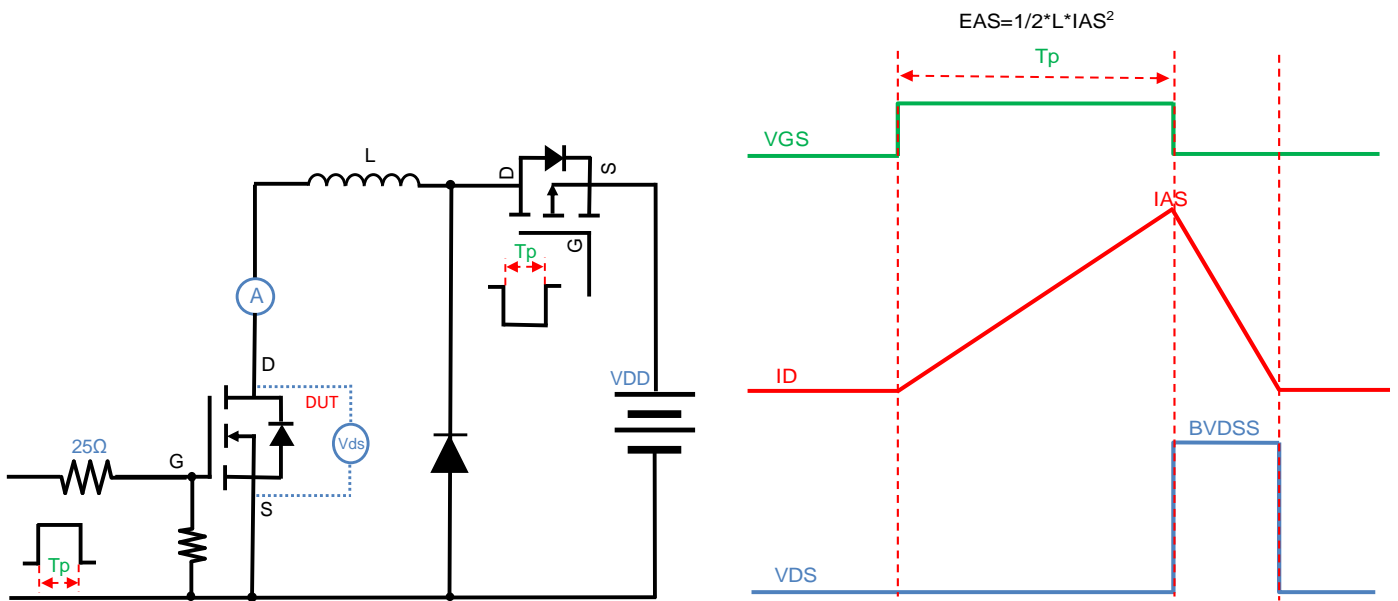 L
D
S
G
Tp
A
D
DUT
Vds
25Ω
G
S
Tp
VDD
EAS=1/2*L*IAS²
Tp
VGS
IAS
ID
BVDSS
VDS